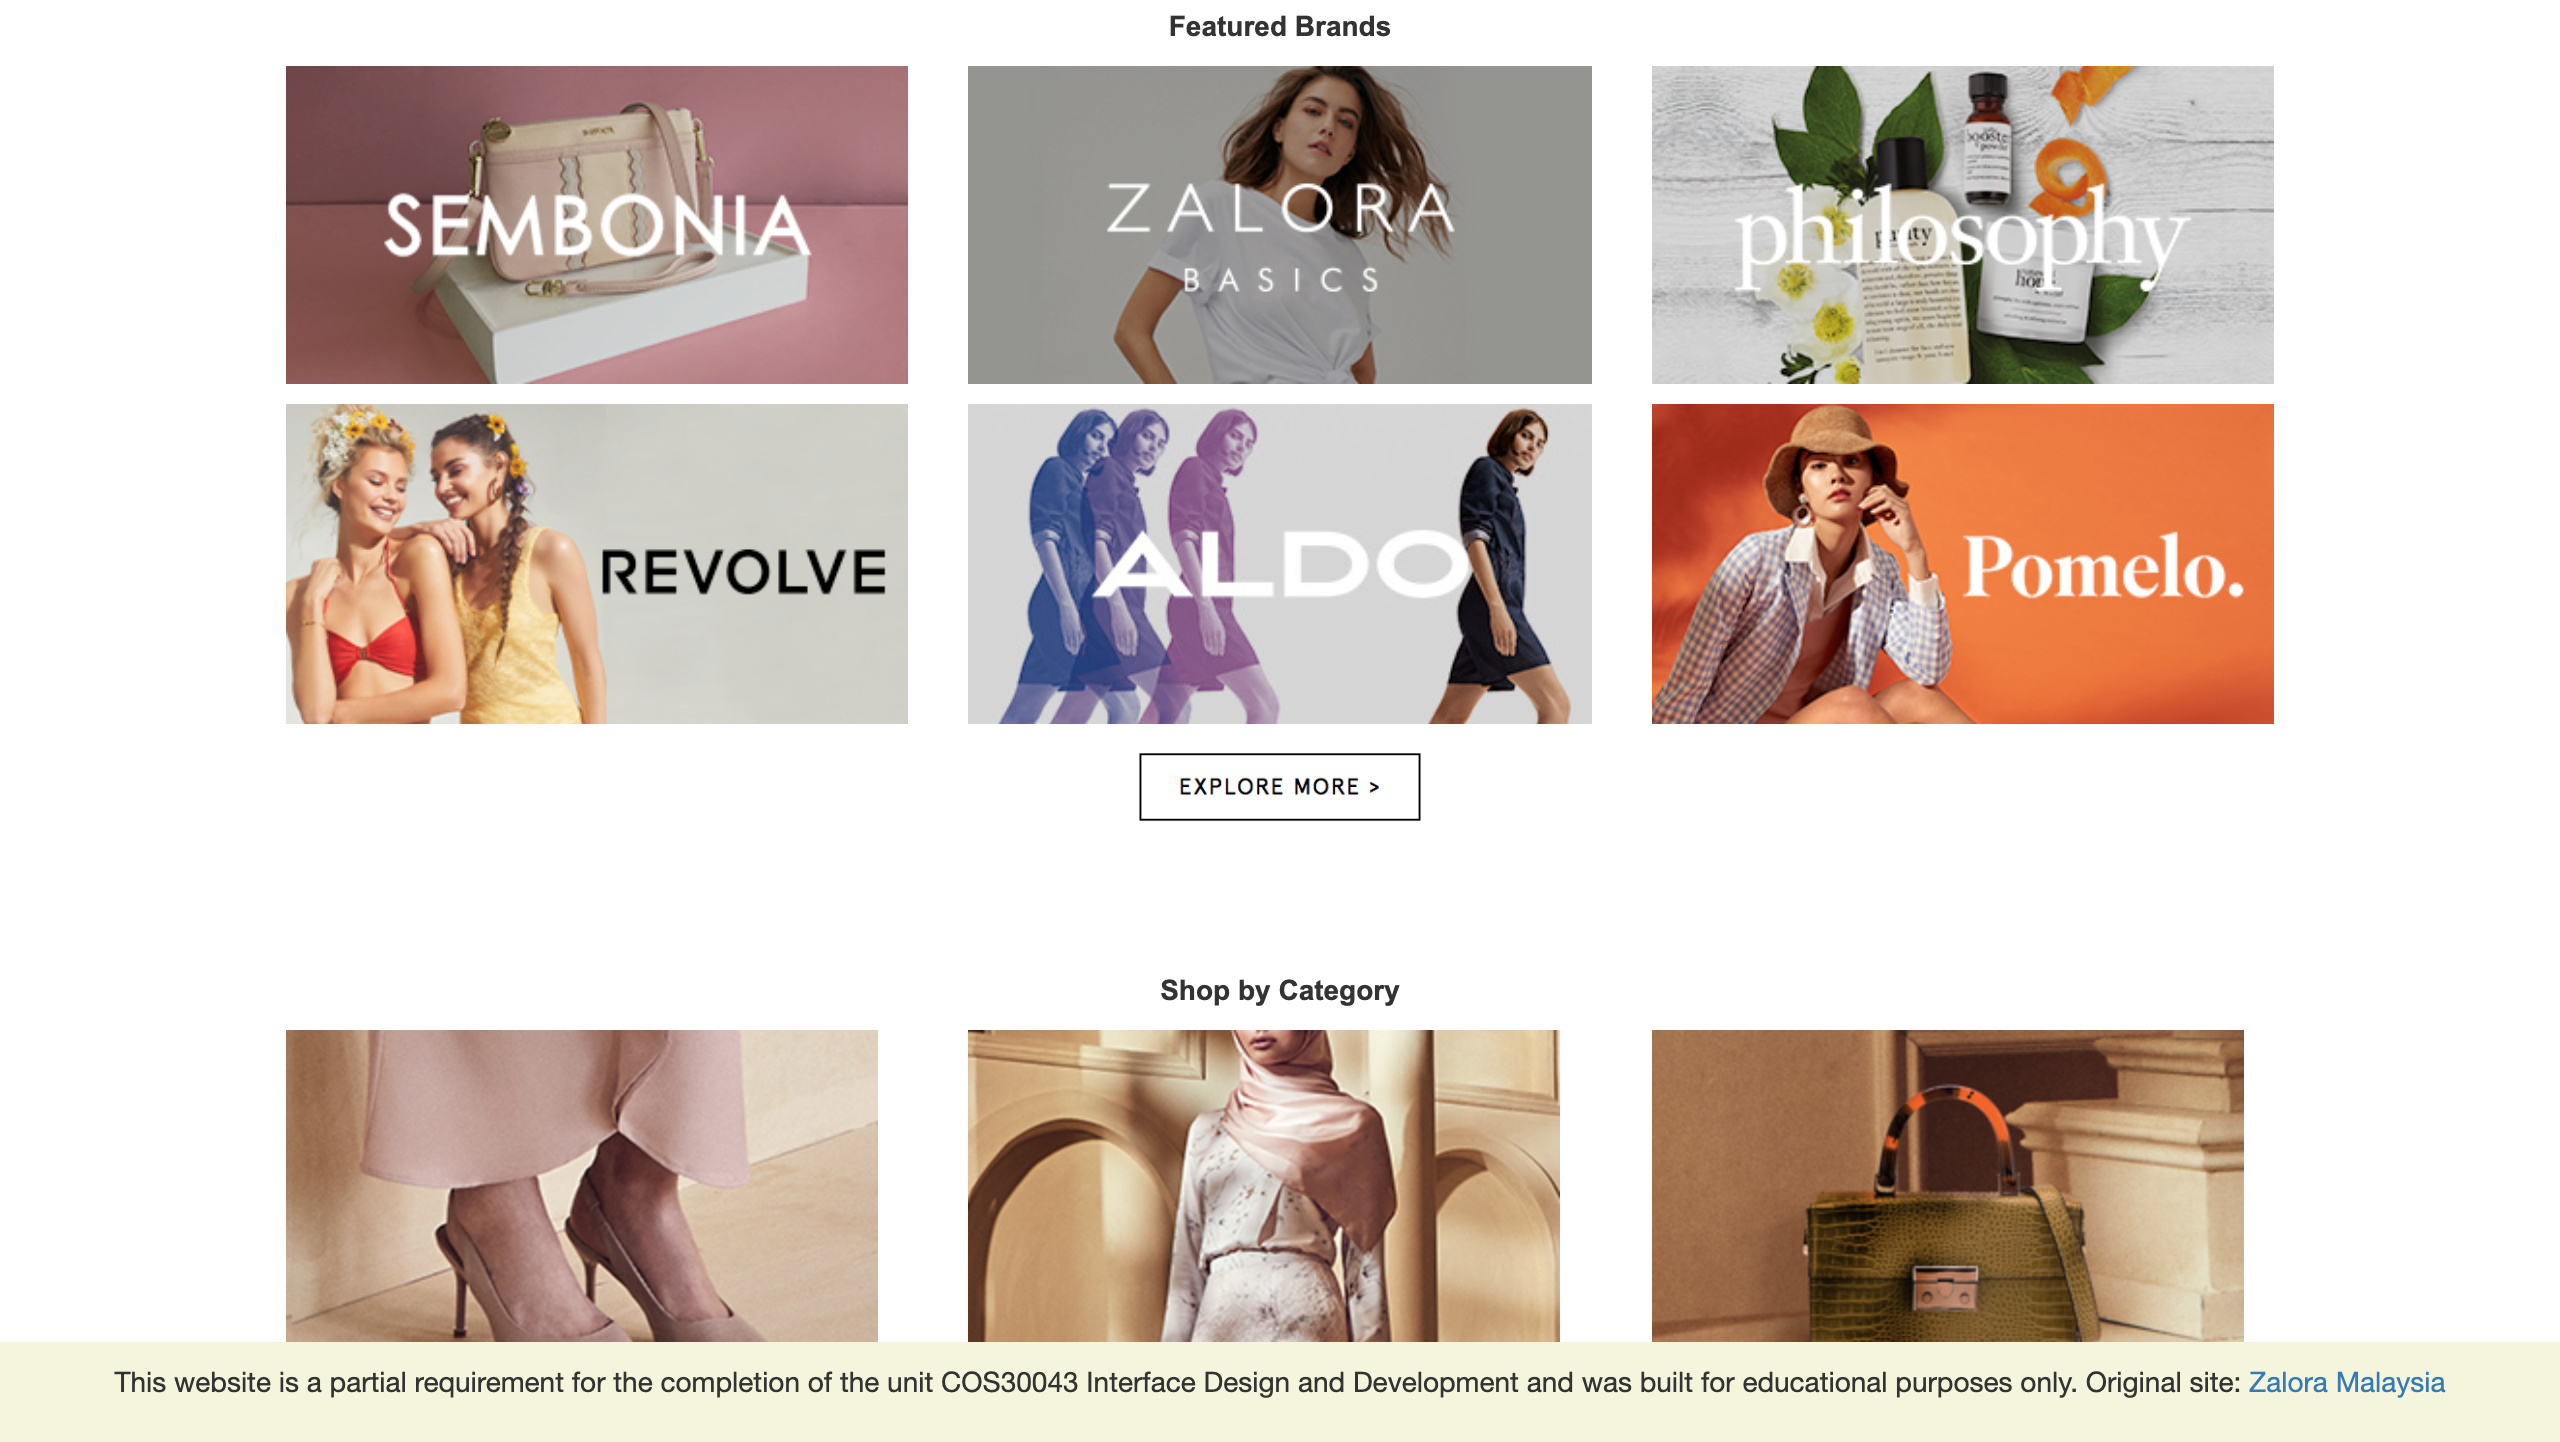 Featured Brands
SEMBONIA
ZALORA
BASICS
philosophy
purity
REVOLVE
ALDO
Pomelo.
EXPLORE MORE >
Shop by Category
This website is a partial requirement for the completion of the unit COS30043 Interface Design and Development and was built for educational purposes only. Original site: Zalora Malaysia